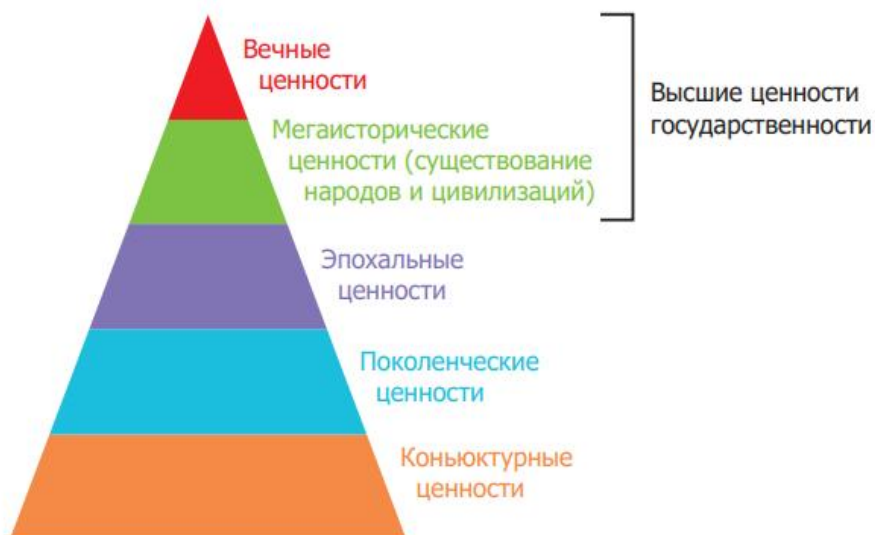 Вечные
ценности
Мегаисторические
ценности (существование
народов и цивилизаций)
Высшие ценности
государственности
Эпохальные
ценности
Поколенческие
ценности
Коньюктурные
ценности